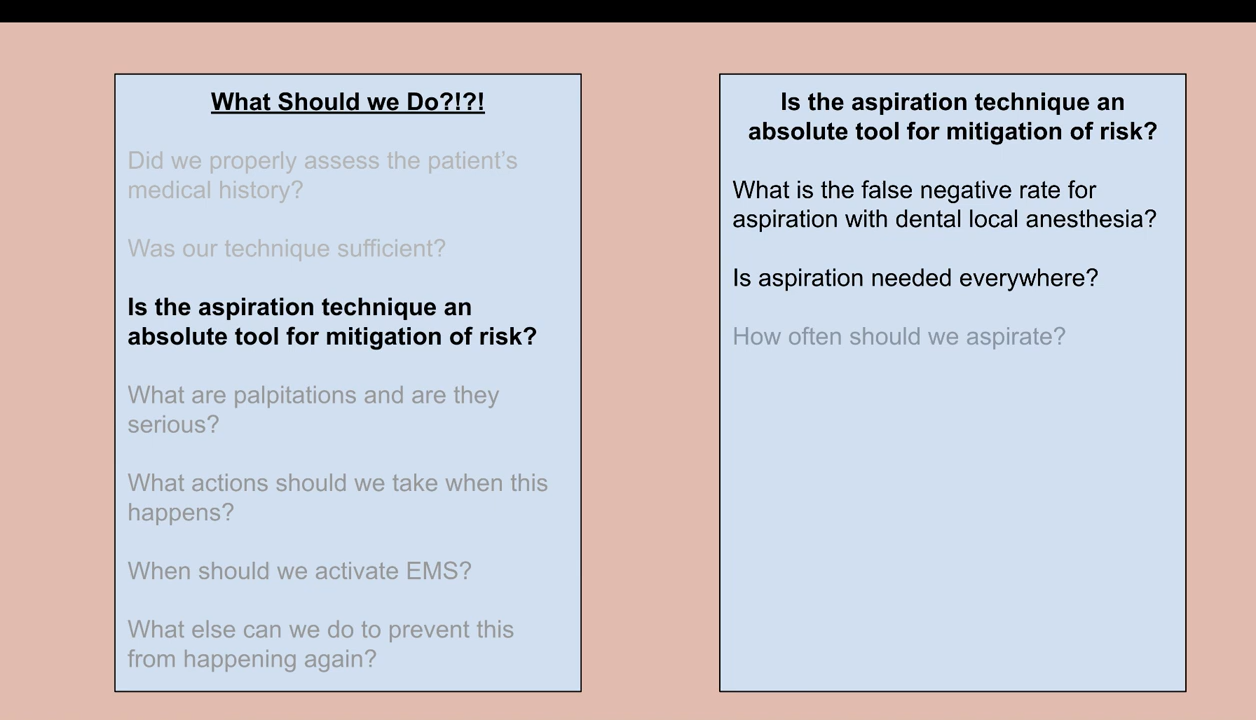 What Should we Do?!?!
Did we properly assess the patient's
medical history?
Was our technique sufficient?
Is the aspiration technique an
absolute tool for mitigation of risk?
What are palpitations and are they
serious?
What actions should we take when this
happens?
When should we activate EMS?
What else can we do to prevent this
from happening again?
Is the aspiration technique an
absolute tool for mitigation of risk?
What is the false negative rate for
aspiration with dental local anesthesia?
Is aspiration needed everywhere?
How often should we aspirate?